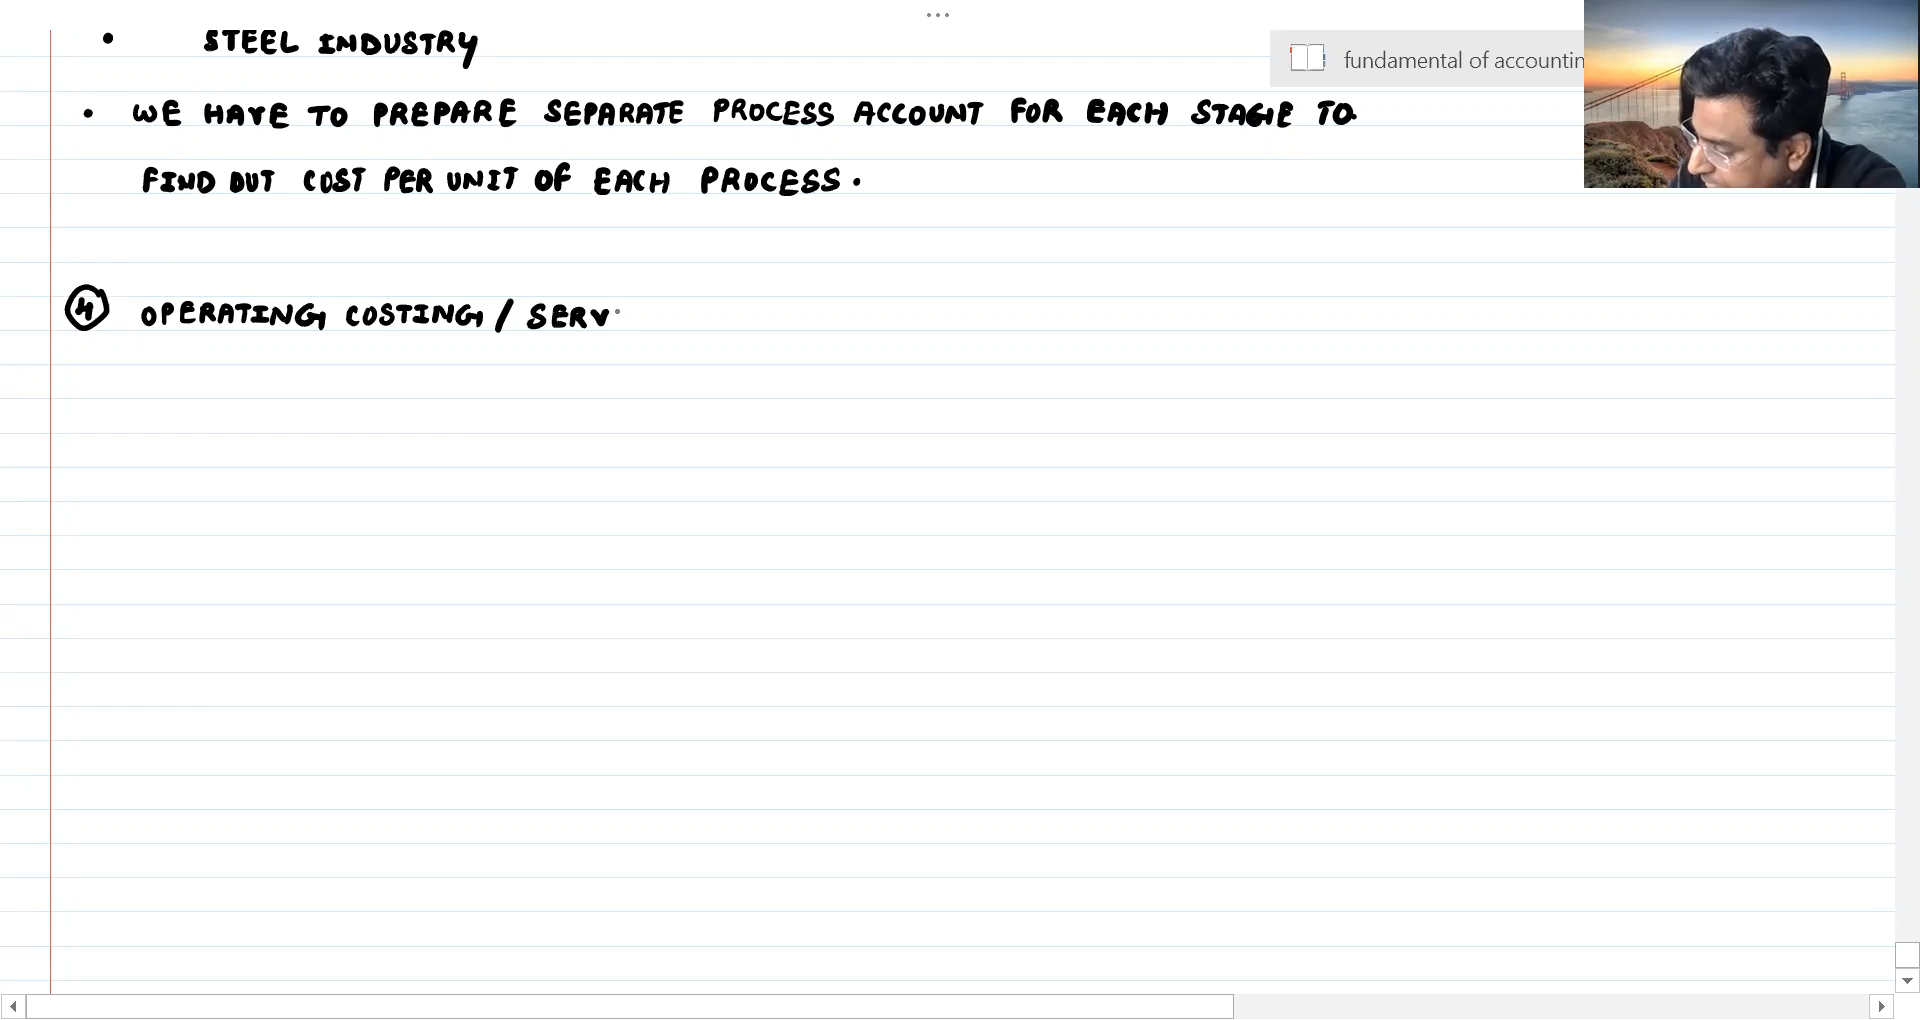 • STEEL INDUSTRY
fundamental of accountin
• WE HAVE TO PREPARE SEPARATE PROCESS ACCOUNT FOR EACH STAGE TO
FIND OUT COST PER UNIT OF EACH PROCESS.
4 OPERATING COSTING / SERV